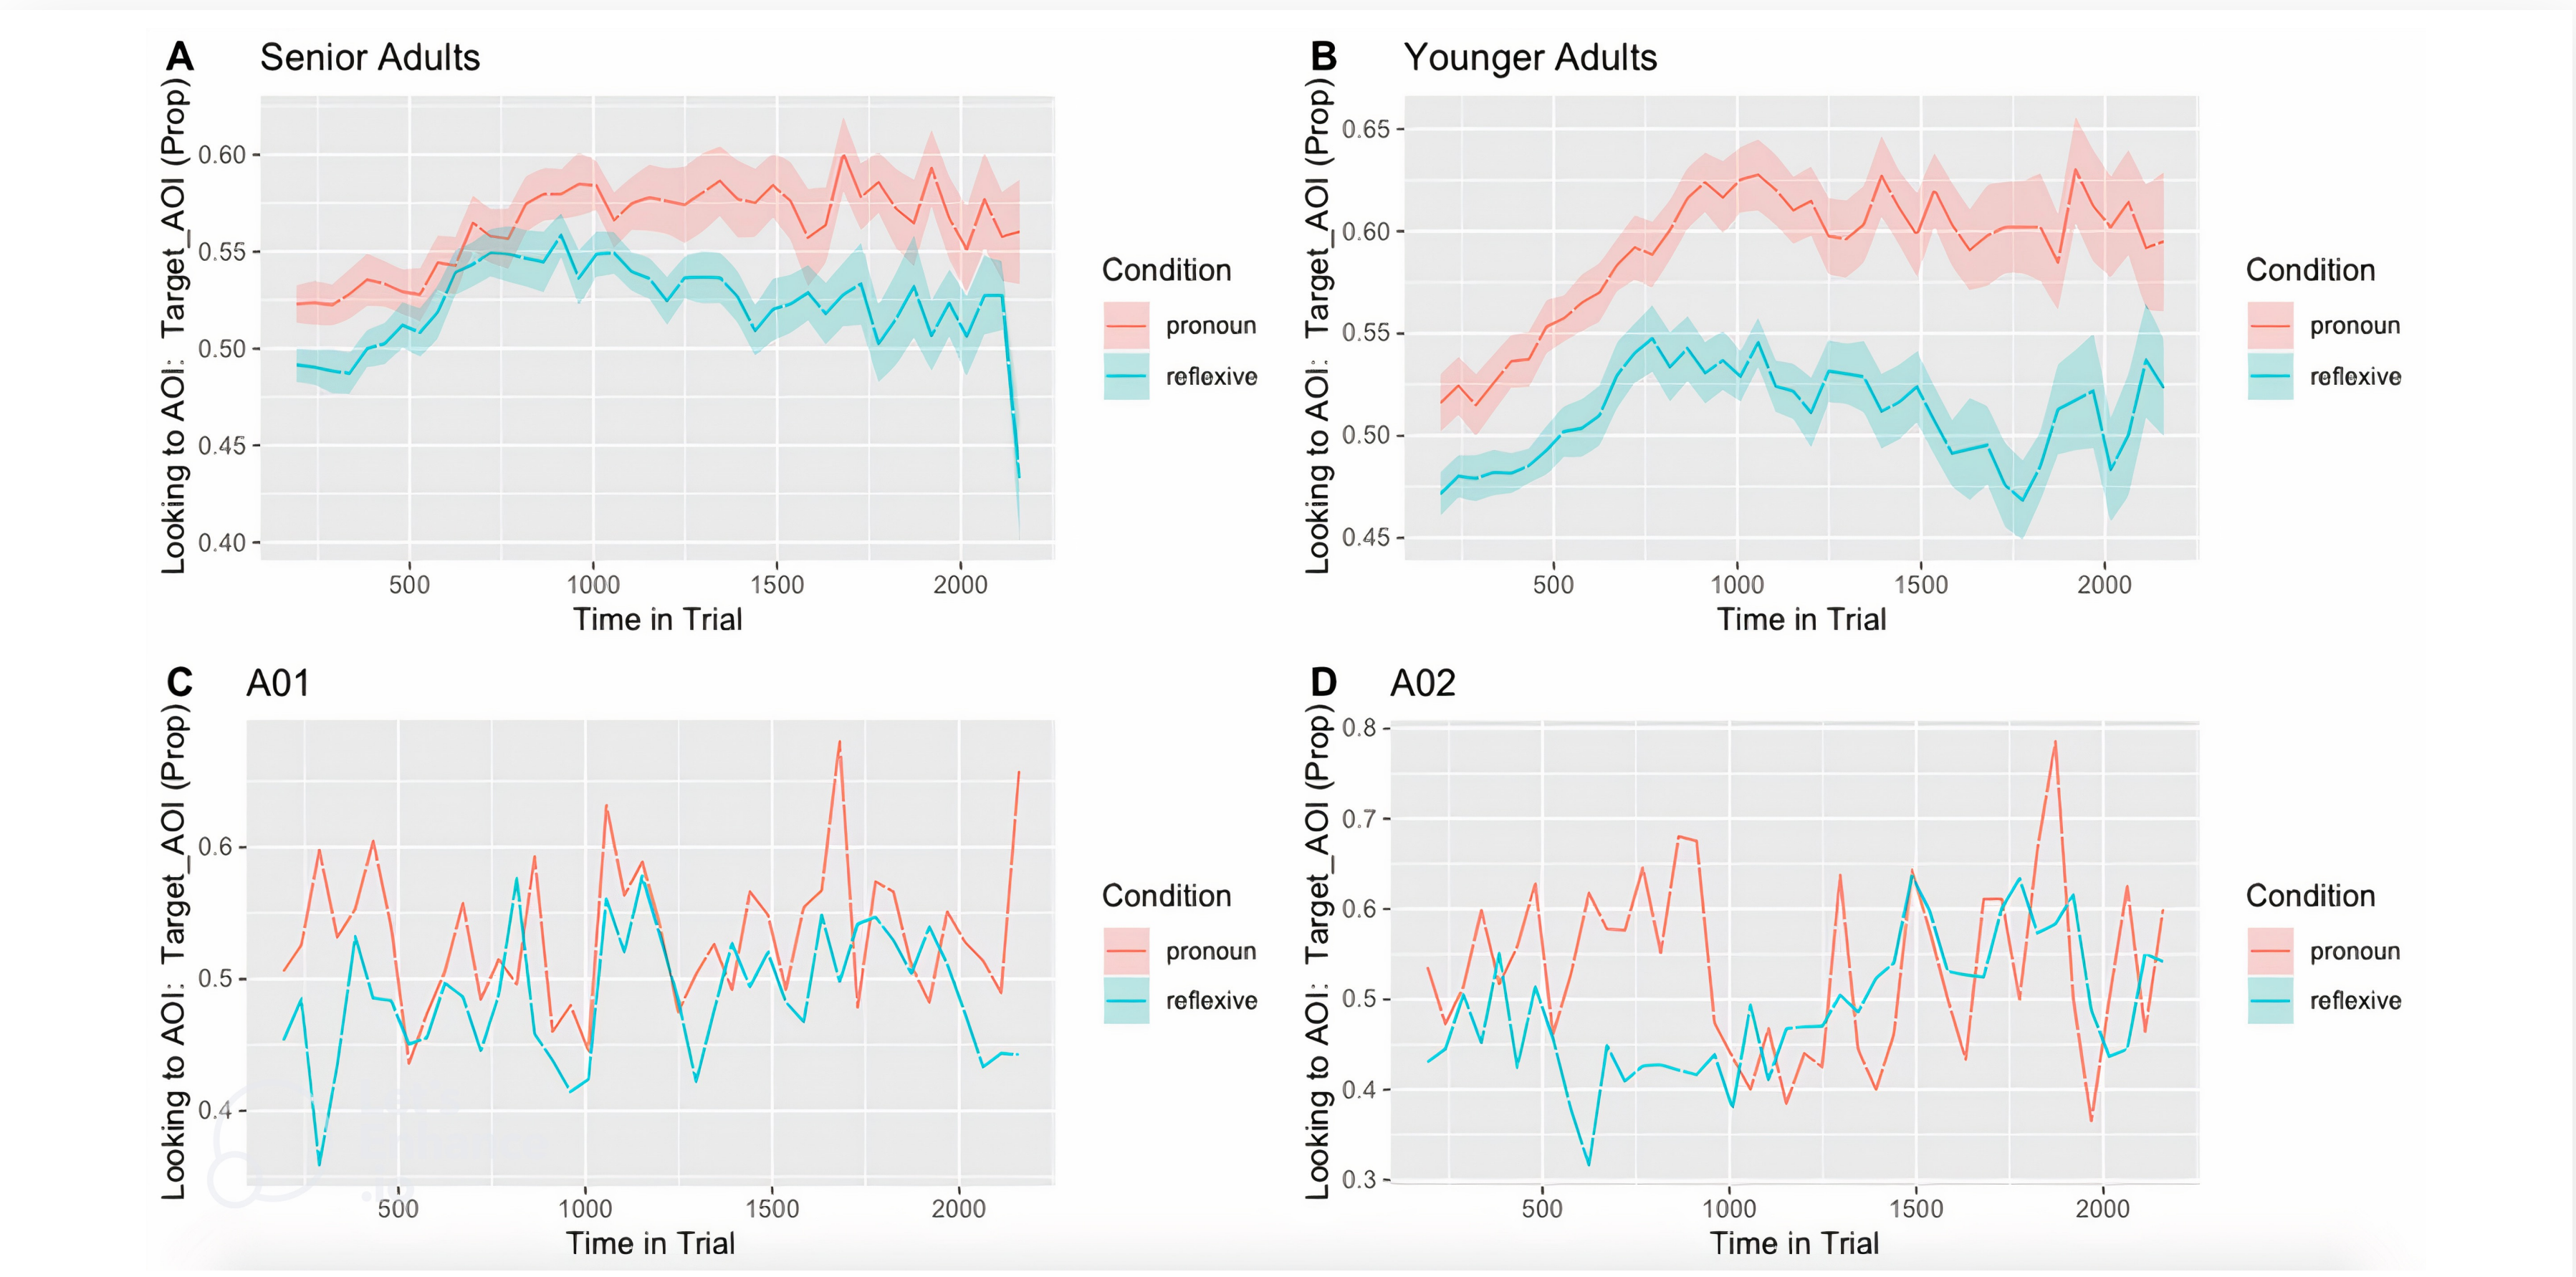 A Senior Adults
Looking to AOI: Target_AOI (Prop)
0.60
0.55
0.50
0.45
0.40
500 1000 1500 2000
Time in Trial
Condition
pronoun
reflexive
B Younger Adults
Looking to AOI: Target_AOI (Prop)
0.65
0.60
0.55
0.50
0.45
500 1000 1500 2000
Time in Trial
Condition
pronoun
reflexive
C A01
Looking to AOI: Target_AOI (Prop)
0.6
0.5
0.4
500 1000 1500 2000
Time in Trial
Condition
pronoun
reflexive
D A02
Looking to AOI: Target_AOI (Prop)
0.8
0.7
0.6
0.5
0.4
0.3
500 1000 1500 2000
Time in Trial
Condition
pronoun
reflexive